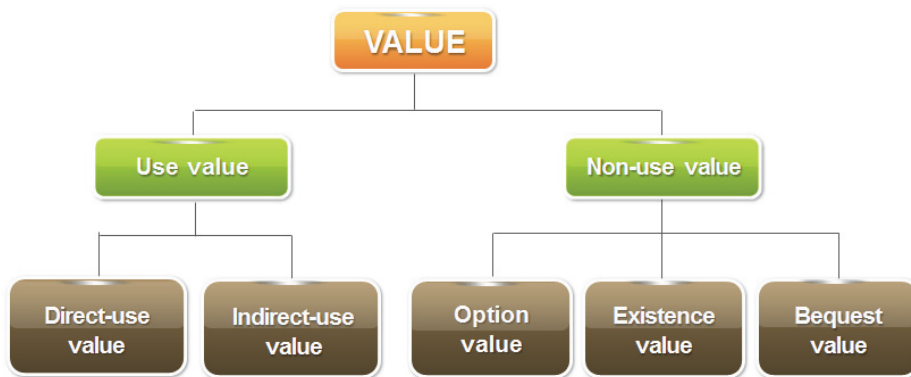 VALUE
Use value
Non-use value
Direct-use
value
Indirect-use
value
Option
value
Existence
value
Bequest
value